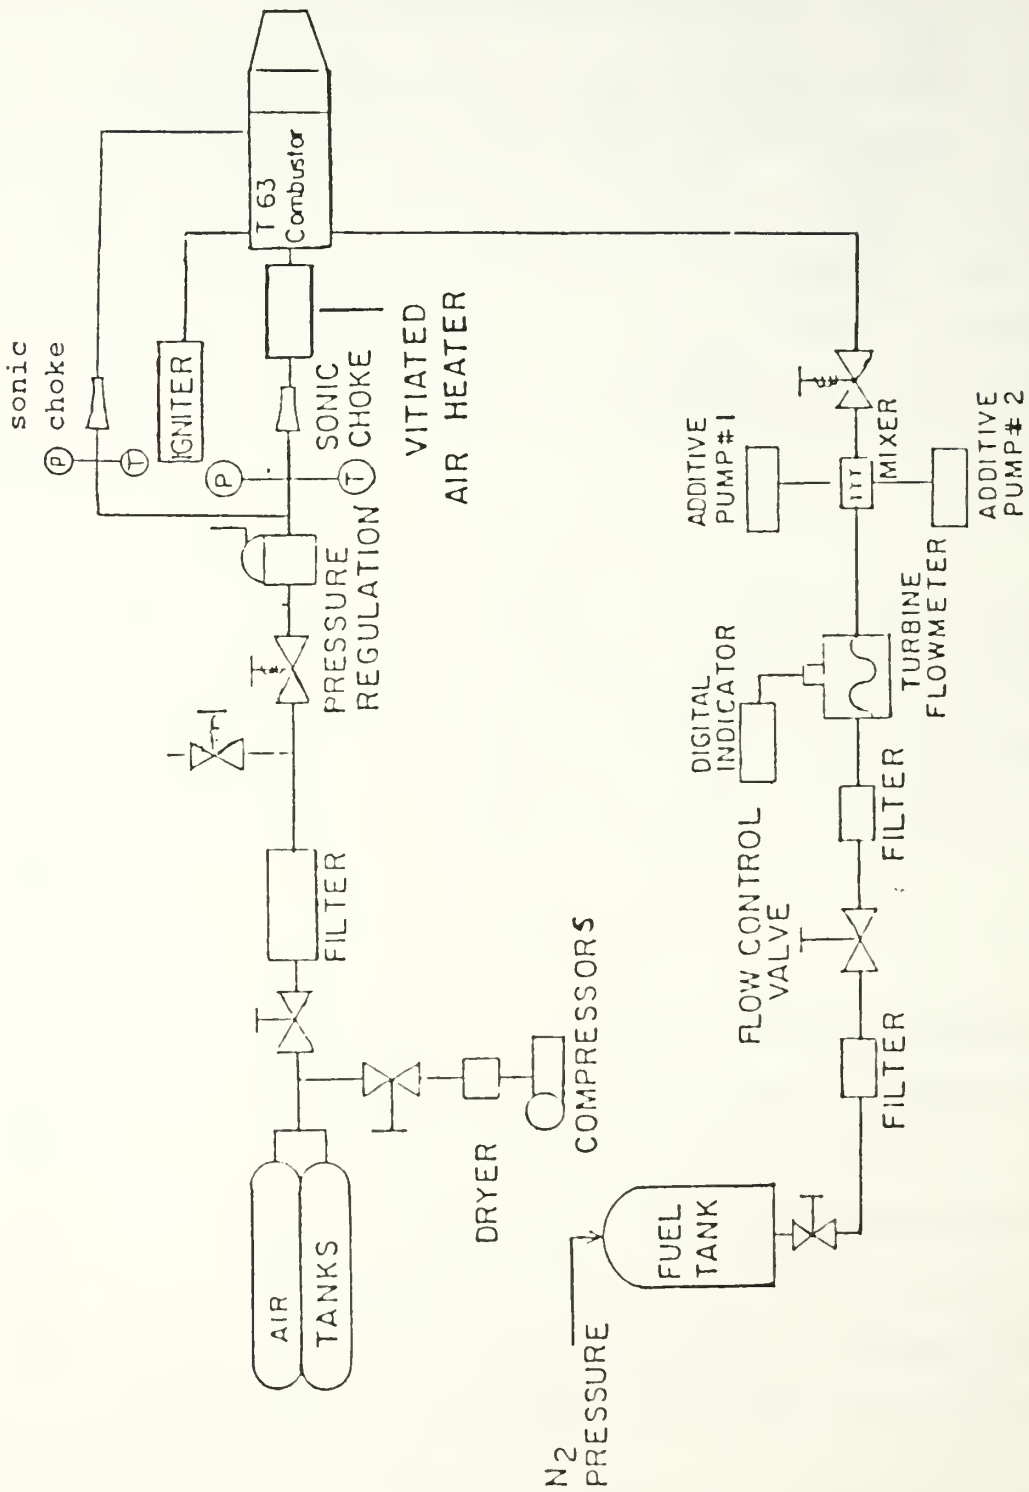 sonic
choke
P
T
IGNITER
T 63
Combustor
P
T
SONIC
CHOKE
VITIATED
AIR HEATER
PRESSURE
REGULATION
FILTER
AIR
TANKS
DRYER
COMPRESSORS
N2
PRESSURE
FUEL
TANK
FILTER
FLOW CONTROL
VALVE
FILTER
DIGITAL
INDICATOR
TURBINE
FLOWMETER
ADDITIVE
PUMP#1
MIXER
ADDITIVE
PUMP#2